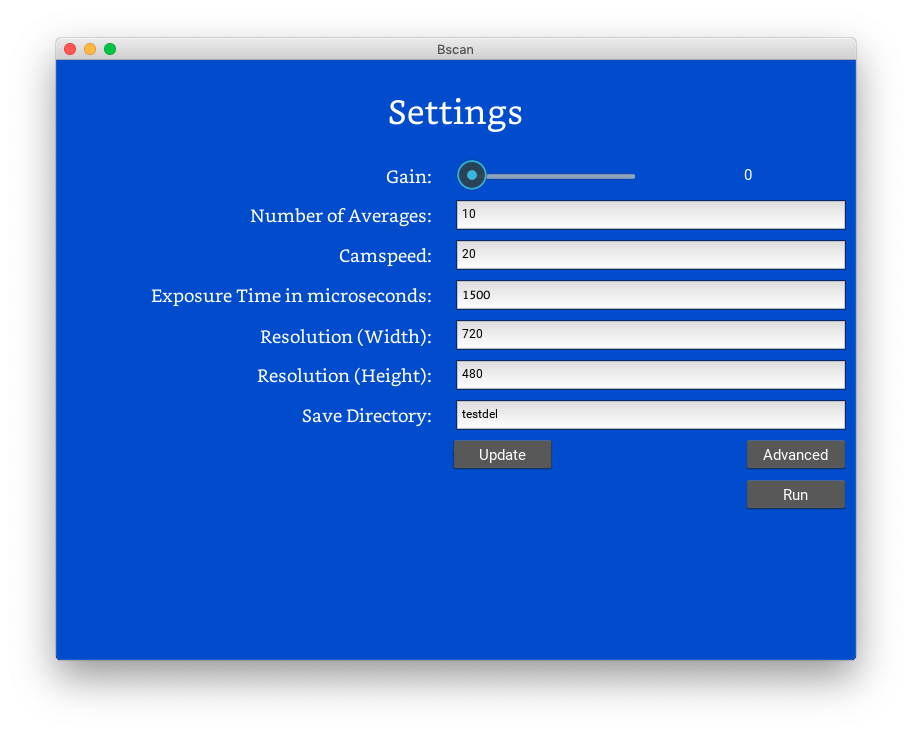 Bscan
Settings
Gain: 0
Number of Averages: 10
Camspeed: 20
Exposure Time in microseconds: 1500
Resolution (Width): 720
Resolution (Height): 480
Save Directory: testdel
Update Advanced
Run